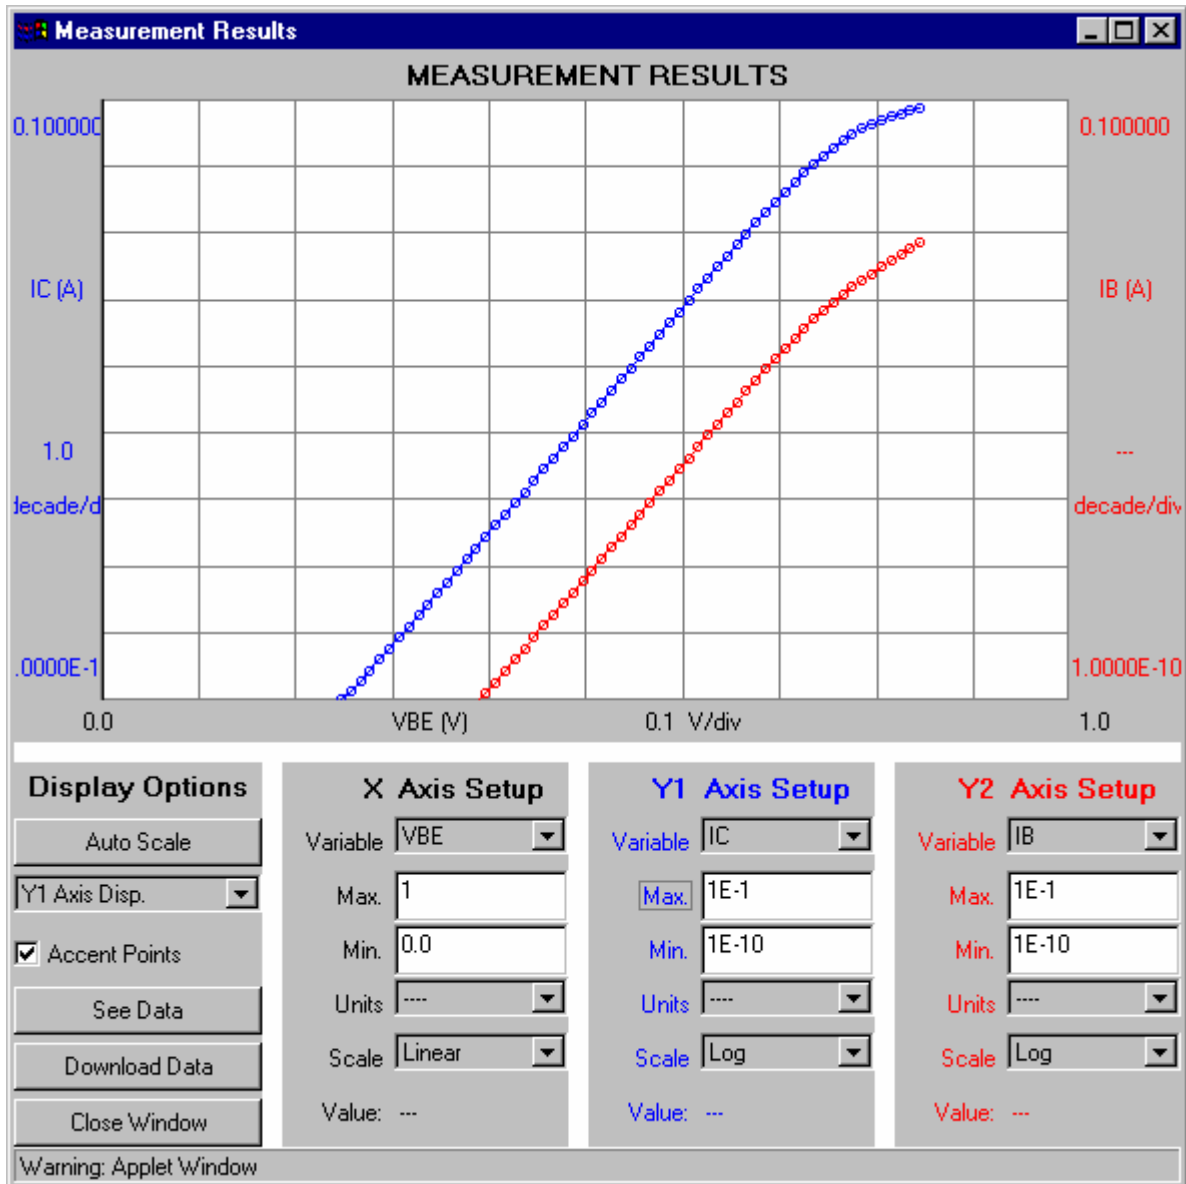 Measurement Results
MEASUREMENT RESULTS
0.100000
0.100000
IC (A)
IB (A)
1.0
---
decade/d
decade/div
.0000E-1
1.0000E-10
0.0 VBE (V) 0.1 V/div 1.0
Display Options
Auto Scale
Y1 Axis Disp.
Accent Points
See Data
Download Data
Close Window
X Axis Setup
Variable VBE
Max. 1
Min. 0.0
Units ----
Scale Linear
Value: ---
Y1 Axis Setup
Variable IC
Max. 1E-1
Min. 1E-10
Units ----
Scale Log
Value: ---
Y2 Axis Setup
Variable IB
Max. 1E-1
Min. 1E-10
Units ----
Scale Log
Value: ---
Warning: Applet Window